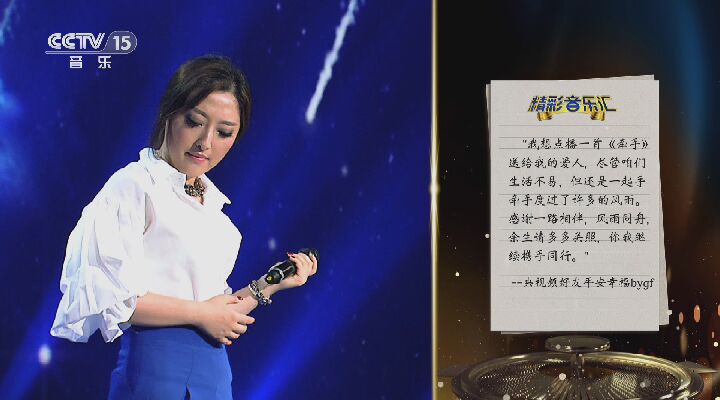 CCTV 15
音乐
精彩音乐汇
"我想点播一首《牵手》
送给我的爱人，尽管咱们
生活不易，但还是一起手
牵手度过了许多的风雨。
感谢一路相伴，风雨同舟，
余生请多多关照，你我继
续携手同行。"
--央视频好友平安幸福bygf